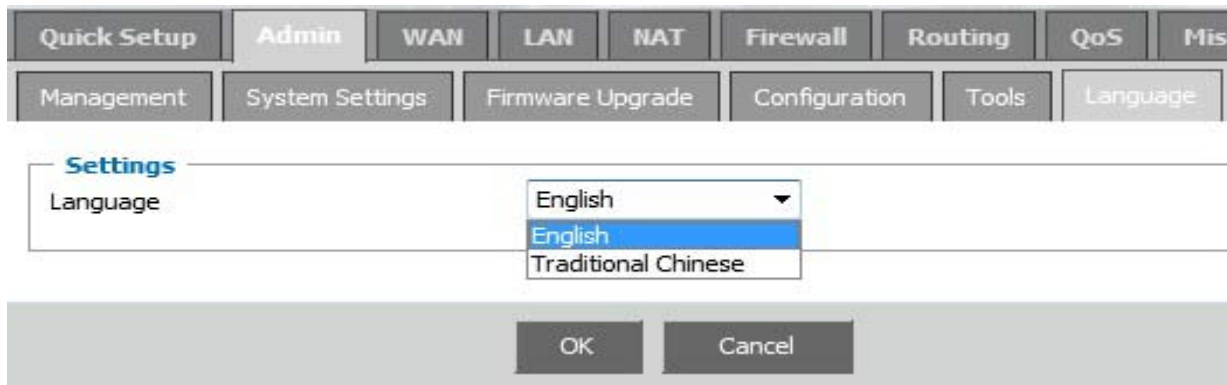 Quick Setup Admin WAN LAN NAT Firewall Routing QoS Mis
Management System Settings Firmware Upgrade Configuration Tools Language
Settings
Language English
English
Traditional Chinese
OK Cancel